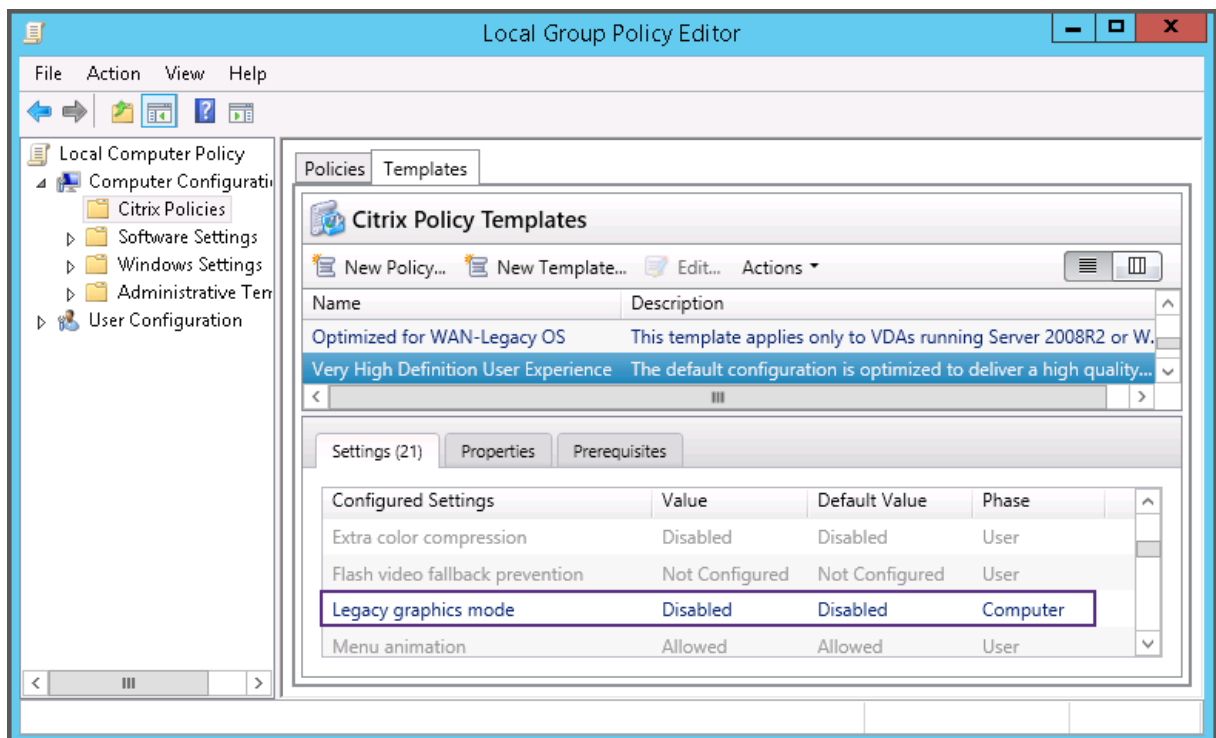 Local Group Policy Editor
File Action View Help
Local Computer Policy
Computer Configurati
Citrix Policies
Software Settings
Windows Settings
Administrative Tem
User Configuration
Policies Templates
Citrix Policy Templates
New Policy... New Template... Edit... Actions
Name Description
Optimized for WAN-Legacy OS This template applies only to VDAs running Server 2008R2 or W.
Very High Definition User Experience The default configuration is optimized to deliver a high quality...
Settings (21) Properties Prerequisites
Configured Settings Value Default Value Phase
Extra color compression Disabled Disabled User
Flash video fallback prevention Not Configured Not Configured User
Legacy graphics mode Disabled Disabled Computer
Menu animation Allowed Allowed User